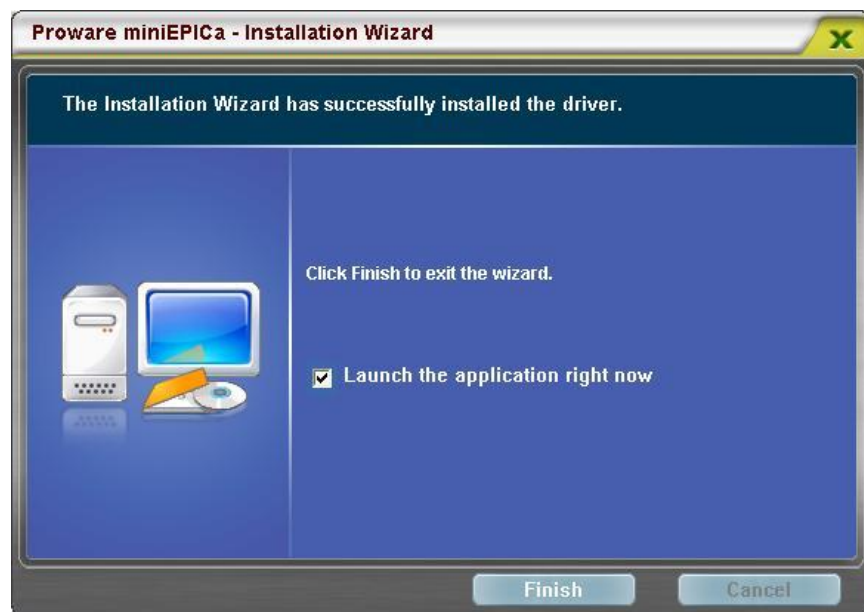 Proware miniEPICa - Installation Wizard
The Installation Wizard has successfully installed the driver.
Click Finish to exit the wizard.
Launch the application right now
Finish
Cancel